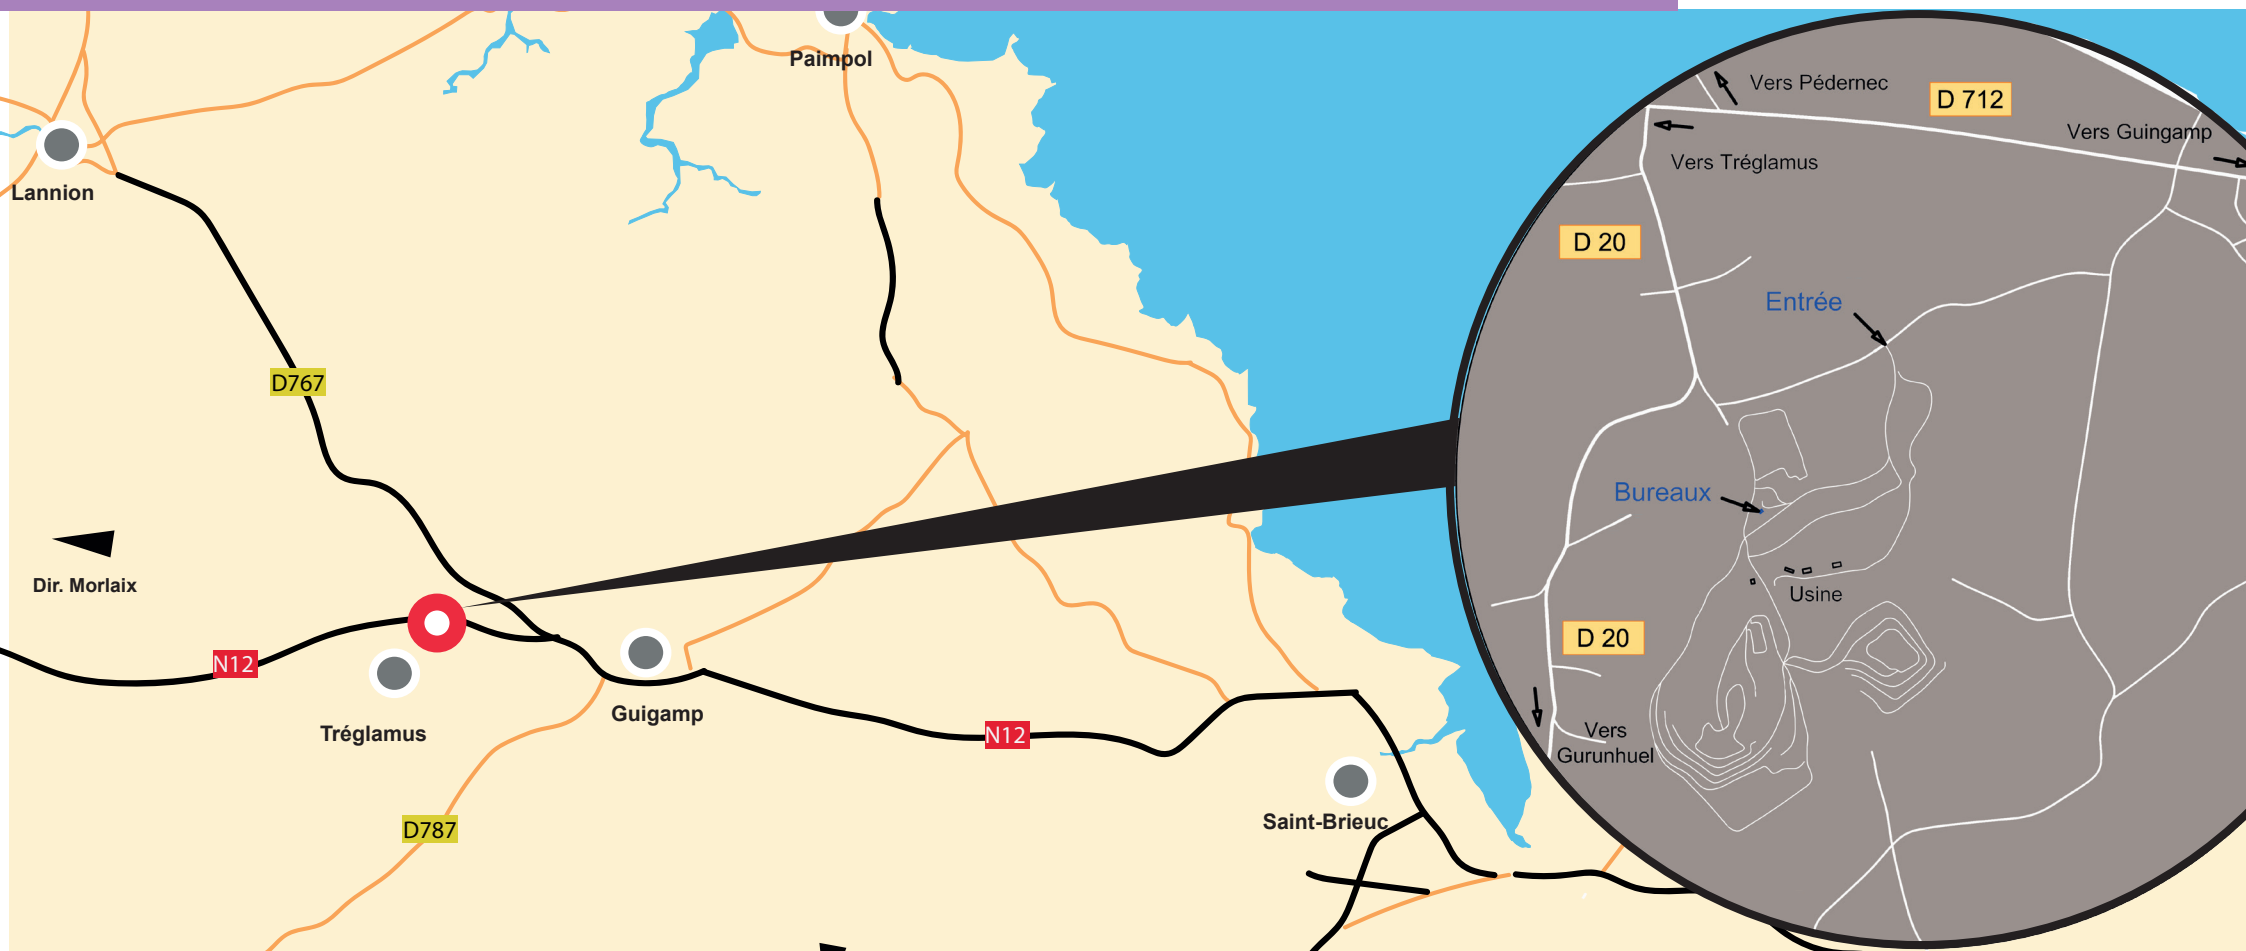 Paimpol
Lannion
D767
Dir. Morlaix
N12
Tréglamus
Guigamp
N12
D787
Saint-Brieuc
Vers Pédernec
D 712
Vers Guingamp
Vers Tréglamus
D 20
Entrée
Bureaux
Usine
D 20
Vers
Gurunhuel